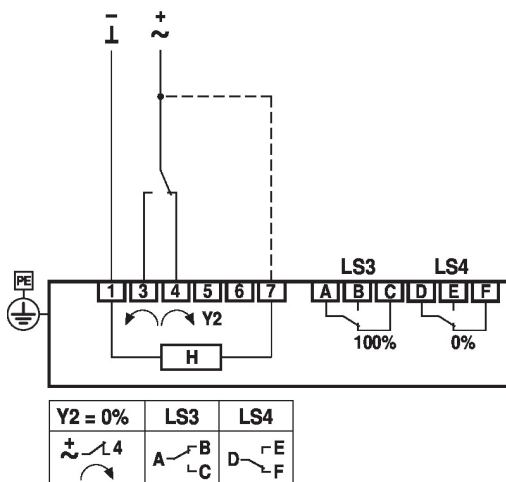 − +
⊥ ~
PE
LS3 LS4
1 3 4 5 6 7 A B C D E F
Y2
100% 0%
H
Y2 = 0% LS3 LS4
+
~ 4 A B C D E F